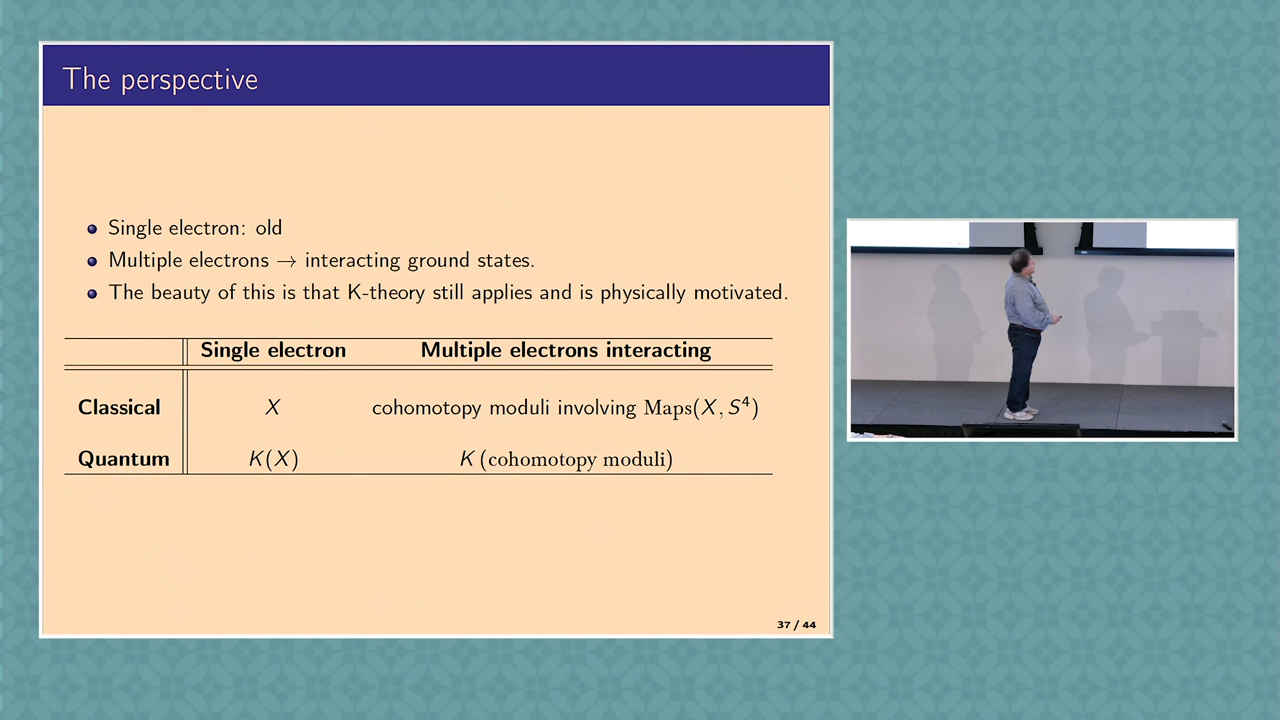 The perspective
Single electron: old
Multiple electrons → interacting ground states.
The beauty of this is that K-theory still applies and is physically motivated.
Single electron Multiple electrons interacting
Classical X cohomotopy moduli involving Maps(X, S⁴)
Quantum K(X) K (cohomotopy moduli)
37 / 44